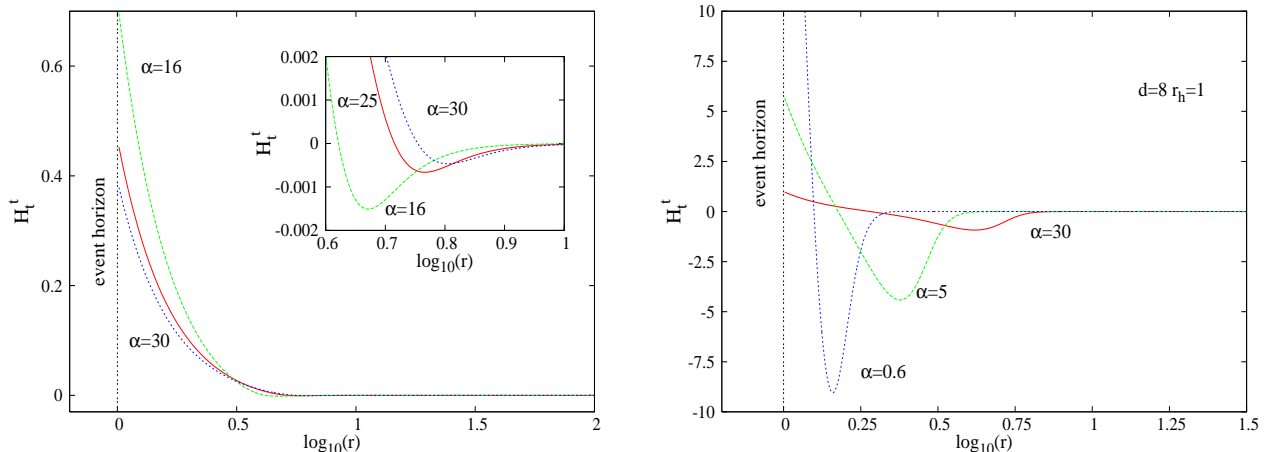 0.6
0.4
0.2
0
H_t^t
event horizon
α=16
α=30
0 0.5 1 1.5 2
log10(r)
0.002
0.001
0
-0.001
-0.002
H_t^t
α=25
α=30
α=16
0.6 0.7 0.8 0.9 1
log10(r)
10
7.5
5
2.5
0
-2.5
-5
-7.5
-10
H_t^t
event horizon
d=8 r_h=1
α=30
α=5
α=0.6
0 0.25 0.5 0.75 1 1.25 1.5
log10(r)